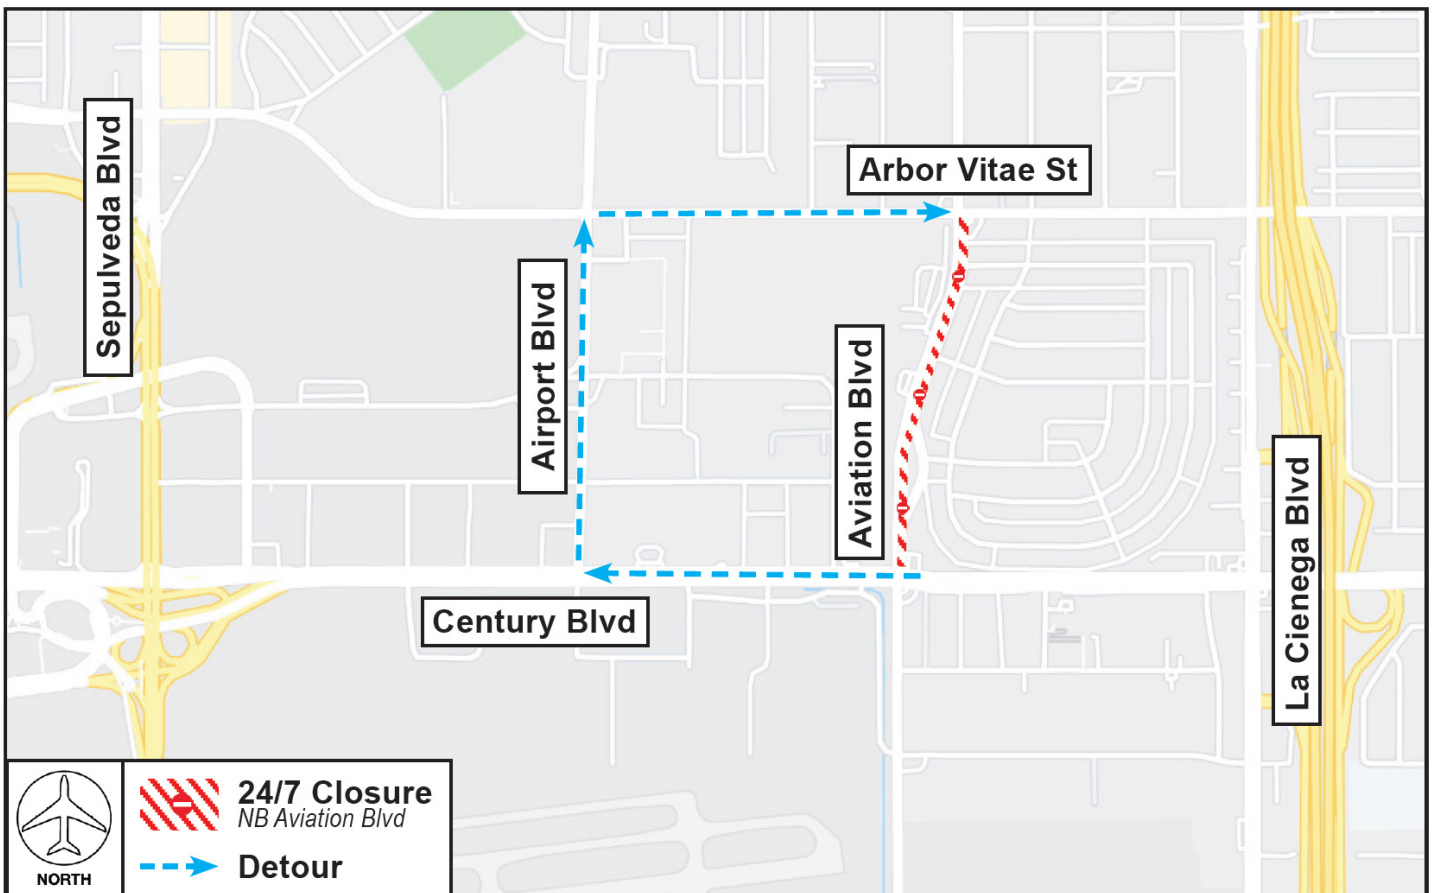 Arbor Vitae St
Sepulveda Blvd
Airport Blvd
Aviation Blvd
La Cienega Blvd
Century Blvd
24/7 Closure
NB Aviation Blvd
Detour
NORTH